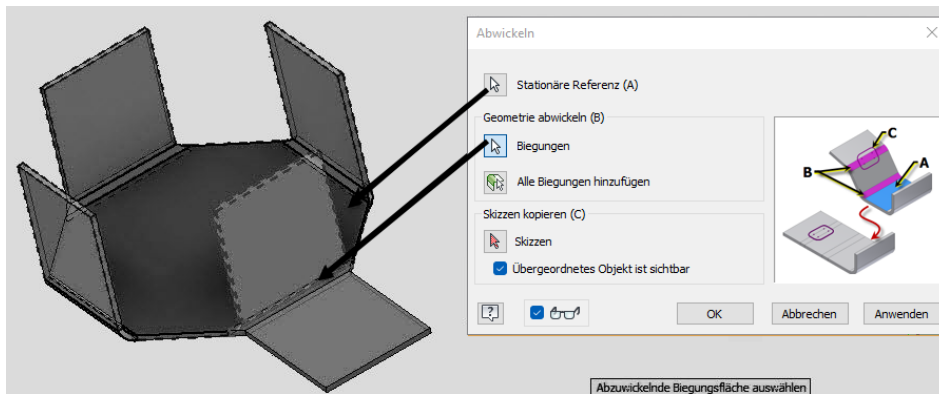 Abwickeln
Stationäre Referenz (A)
Geometrie abwickeln (B)
Biegungen
Alle Biegungen hinzufügen
Skizzen kopieren (C)
Skizzen
Übergeordnetes Objekt ist sichtbar
C
B
A
?
OK
Abbrechen
Anwenden
Abzuwickelnde Biegungsfläche auswählen